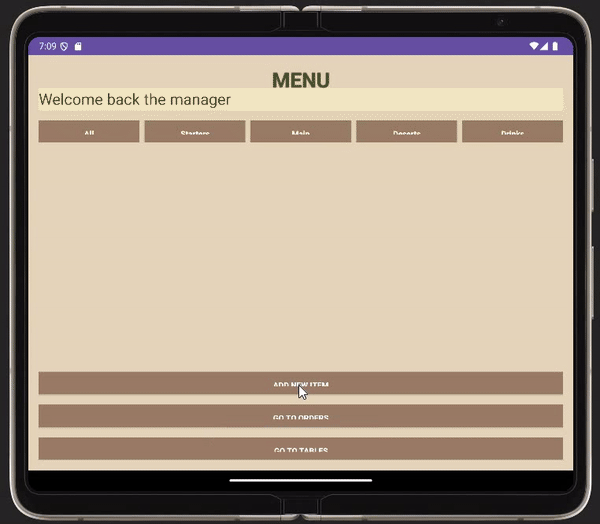 7:09
MENU
Welcome back the manager
All Starters Main Deserts Drinks
ADD NEW ITEM
GO TO ORDERS
GO TO TABLES